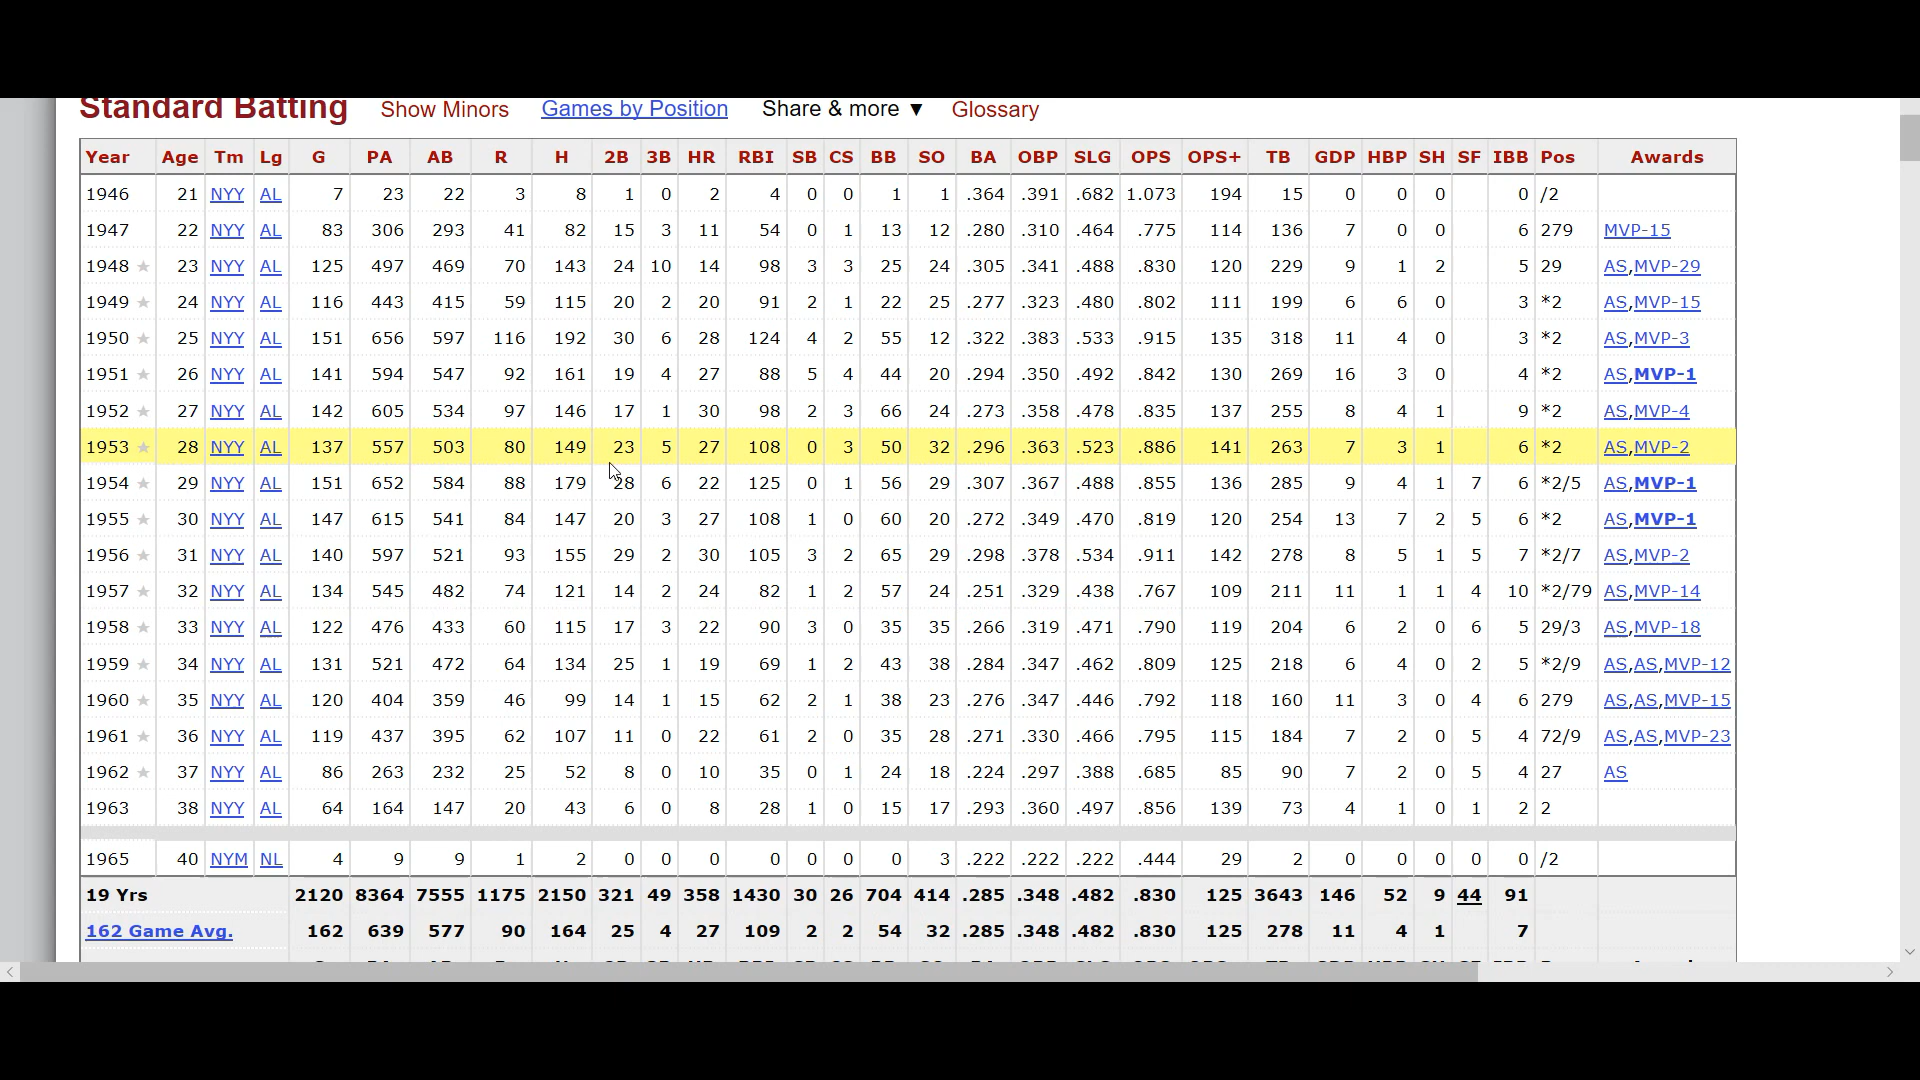 Standard Batting Show Minors Games by Position Share & more ▼ Glossary
Year Age Tm Lg G PA AB R H 2B 3B HR RBI SB CS BB SO BA OBP SLG OPS OPS+ TB GDP HBP SH SF IBB Pos Awards
1946 21 NYY AL 7 23 22 3 8 1 0 2 4 0 0 1 1 .364 .391 .682 1.073 194 15 0 0 0 0 /2
1947 22 NYY AL 83 306 293 41 82 15 3 11 54 0 1 13 12 .280 .310 .464 .775 114 136 7 0 0 6 279 MVP-15
1948 ★ 23 NYY AL 125 497 469 70 143 24 10 14 98 3 3 25 24 .305 .341 .488 .830 120 229 9 1 2 5 29 AS,MVP-29
1949 ★ 24 NYY AL 116 443 415 59 115 20 2 20 91 2 1 22 25 .277 .323 .480 .802 111 199 6 6 0 3 *2 AS,MVP-15
1950 ★ 25 NYY AL 151 656 597 116 192 30 6 28 124 4 2 55 12 .322 .383 .533 .915 135 318 11 4 0 3 *2 AS,MVP-3
1951 ★ 26 NYY AL 141 594 547 92 161 19 4 27 88 5 4 44 20 .294 .350 .492 .842 130 269 16 3 0 4 *2 AS,MVP-1
1952 ★ 27 NYY AL 142 605 534 97 146 17 1 30 98 2 3 66 24 .273 .358 .478 .835 137 255 8 4 1 9 *2 AS,MVP-4
1953 ★ 28 NYY AL 137 557 503 80 149 23 5 27 108 0 3 50 32 .296 .363 .523 .886 141 263 7 3 1 6 *2 AS,MVP-2
1954 ★ 29 NYY AL 151 652 584 88 179 28 6 22 125 0 1 56 29 .307 .367 .488 .855 136 285 9 4 1 7 6 *2/5 AS,MVP-1
1955 ★ 30 NYY AL 147 615 541 84 147 20 3 27 108 1 0 60 20 .272 .349 .470 .819 120 254 13 7 2 5 6 *2 AS,MVP-1
1956 ★ 31 NYY AL 140 597 521 93 155 29 2 30 105 3 2 65 29 .298 .378 .534 .911 142 278 8 5 1 5 7 *2/7 AS,MVP-2
1957 ★ 32 NYY AL 134 545 482 74 121 14 2 24 82 1 2 57 24 .251 .329 .438 .767 109 211 11 1 1 4 10 *2/79 AS,MVP-14
1958 ★ 33 NYY AL 122 476 433 60 115 17 3 22 90 3 0 35 35 .266 .319 .471 .790 119 204 6 2 0 6 5 29/3 AS,MVP-18
1959 ★ 34 NYY AL 131 521 472 64 134 25 1 19 69 1 2 43 38 .284 .347 .462 .809 125 218 6 4 0 2 5 *2/9 AS,AS,MVP-12
1960 ★ 35 NYY AL 120 404 359 46 99 14 1 15 62 2 1 38 23 .276 .347 .446 .792 118 160 11 3 0 4 6 279 AS,AS,MVP-15
1961 ★ 36 NYY AL 119 437 395 62 107 11 0 22 61 2 0 35 28 .271 .330 .466 .795 115 184 7 2 0 5 4 72/9 AS,AS,MVP-23
1962 ★ 37 NYY AL 86 263 232 25 52 8 0 10 35 0 1 24 18 .224 .297 .388 .685 85 90 7 2 0 5 4 27 AS
1963 38 NYY AL 64 164 147 20 43 6 0 8 28 1 0 15 17 .293 .360 .497 .856 139 73 4 1 0 1 2 2
1965 40 NYM NL 4 9 9 1 2 0 0 0 0 0 0 0 3 .222 .222 .222 .444 29 2 0 0 0 0 0 /2
19 Yrs 2120 8364 7555 1175 2150 321 49 358 1430 30 26 704 414 .285 .348 .482 .830 125 3643 146 52 9 44 91
162 Game Avg. 162 639 577 90 164 25 4 27 109 2 2 54 32 .285 .348 .482 .830 125 278 11 4 1 7